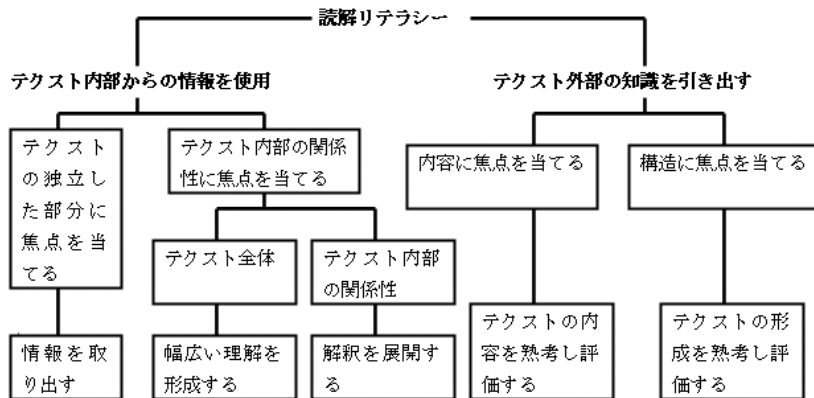 読解リテラシー
テクスト内部からの情報を使用
テクスト外部の知識を引き出す
テクスト
の独立し
た部分に
焦点を当
てる
テクスト内部の関係
性に焦点を当てる
内容に焦点を当てる
構造に焦点を当てる
テクスト全体
テクスト内部
の関係性
情報を取
り出す
幅広い理解を
形成する
解釈を展開す
る
テクストの内
容を熟考し評
価する
テクストの形
式を熟考し評
価する